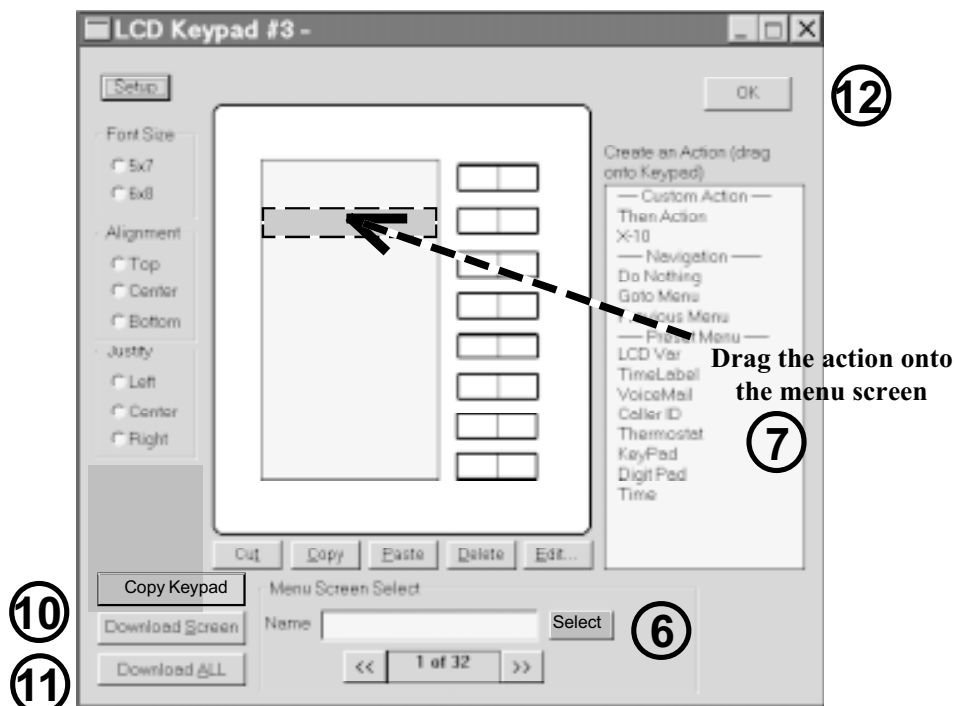 LCD Keypad #3 -
Setup
OK
12
Font Size
5x7
6x8
Alignment
Top
Center
Bottom
Justify
Left
Center
Right
Create an Action (drag
onto Keypad)
Custom Action
Then Action
X-10
Navigation
Do Nothing
Goto Menu
Previous Menu
Preset Menu
LCD Var
TimeLabel
VoiceMail
Caller ID
Thermostat
KeyPad
Digit Pad
Time
Drag the action onto
the menu screen
7
Cut Copy Paste Delete Edit...
Copy Keypad
10
Download Screen
11
Download ALL
Menu Screen Select
Name Select
6
<< 1 of 32 >>